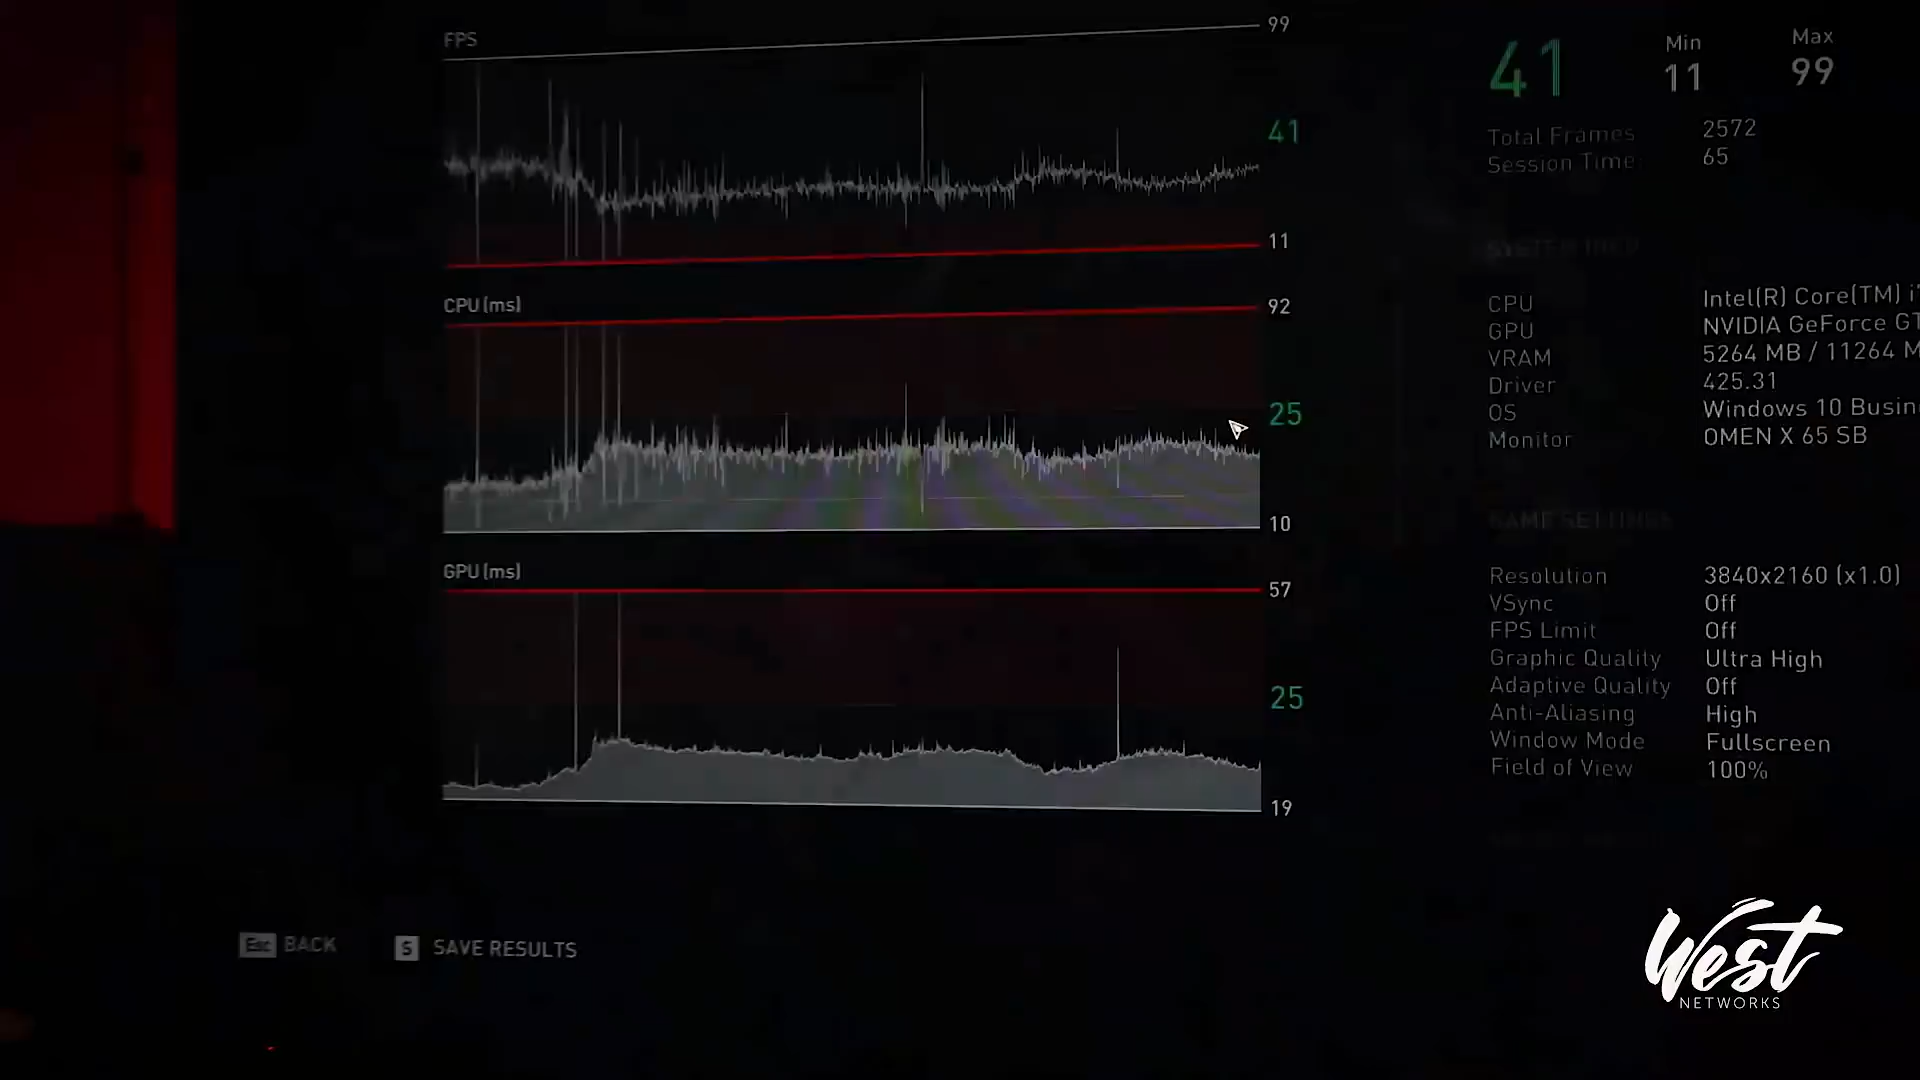 FPS
99
41
11
CPU (ms)
92
25
10
GPU (ms)
57
25
19
Esc BACK
S SAVE RESULTS
41
Min
11
Max
99
Total Frames 2572
Session Time: 65
SYSTEM INFO
CPU Intel(R) Core(TM)
GPU NVIDIA GeForce
VRAM 5264 MB / 11264
Driver 425.31
OS Windows 10
Monitor OMEN X 65 SB
GAME SETTINGS
Resolution 3840x2160 (x1.0)
VSync Off
FPS Limit Off
Graphic Quality Ultra High
Adaptive Quality Off
Anti-Aliasing High
Window Mode Fullscreen
Field of View 100%
West
NETWORKS